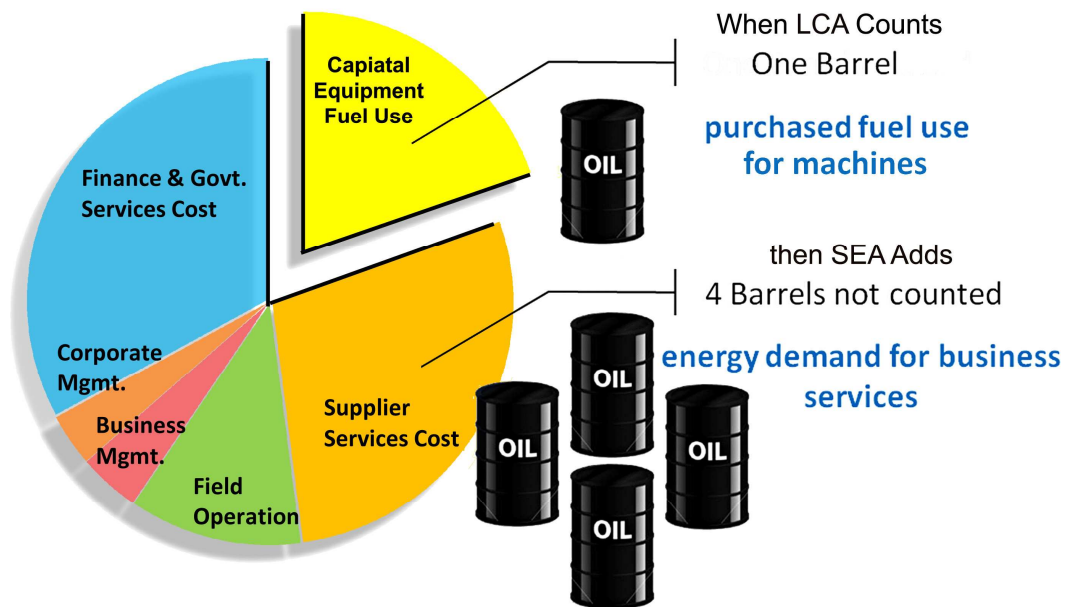 When LCA Counts
One Barrel
purchased fuel use
for machines
Capiatal
Equipment
Fuel Use
OIL
Finance & Govt.
Services Cost
then SEA Adds
4 Barrels not counted
energy demand for business
services
Corporate
Mgmt.
Business
Mgmt.
Field
Operation
Supplier
Services Cost
OIL
OIL
OIL
OIL